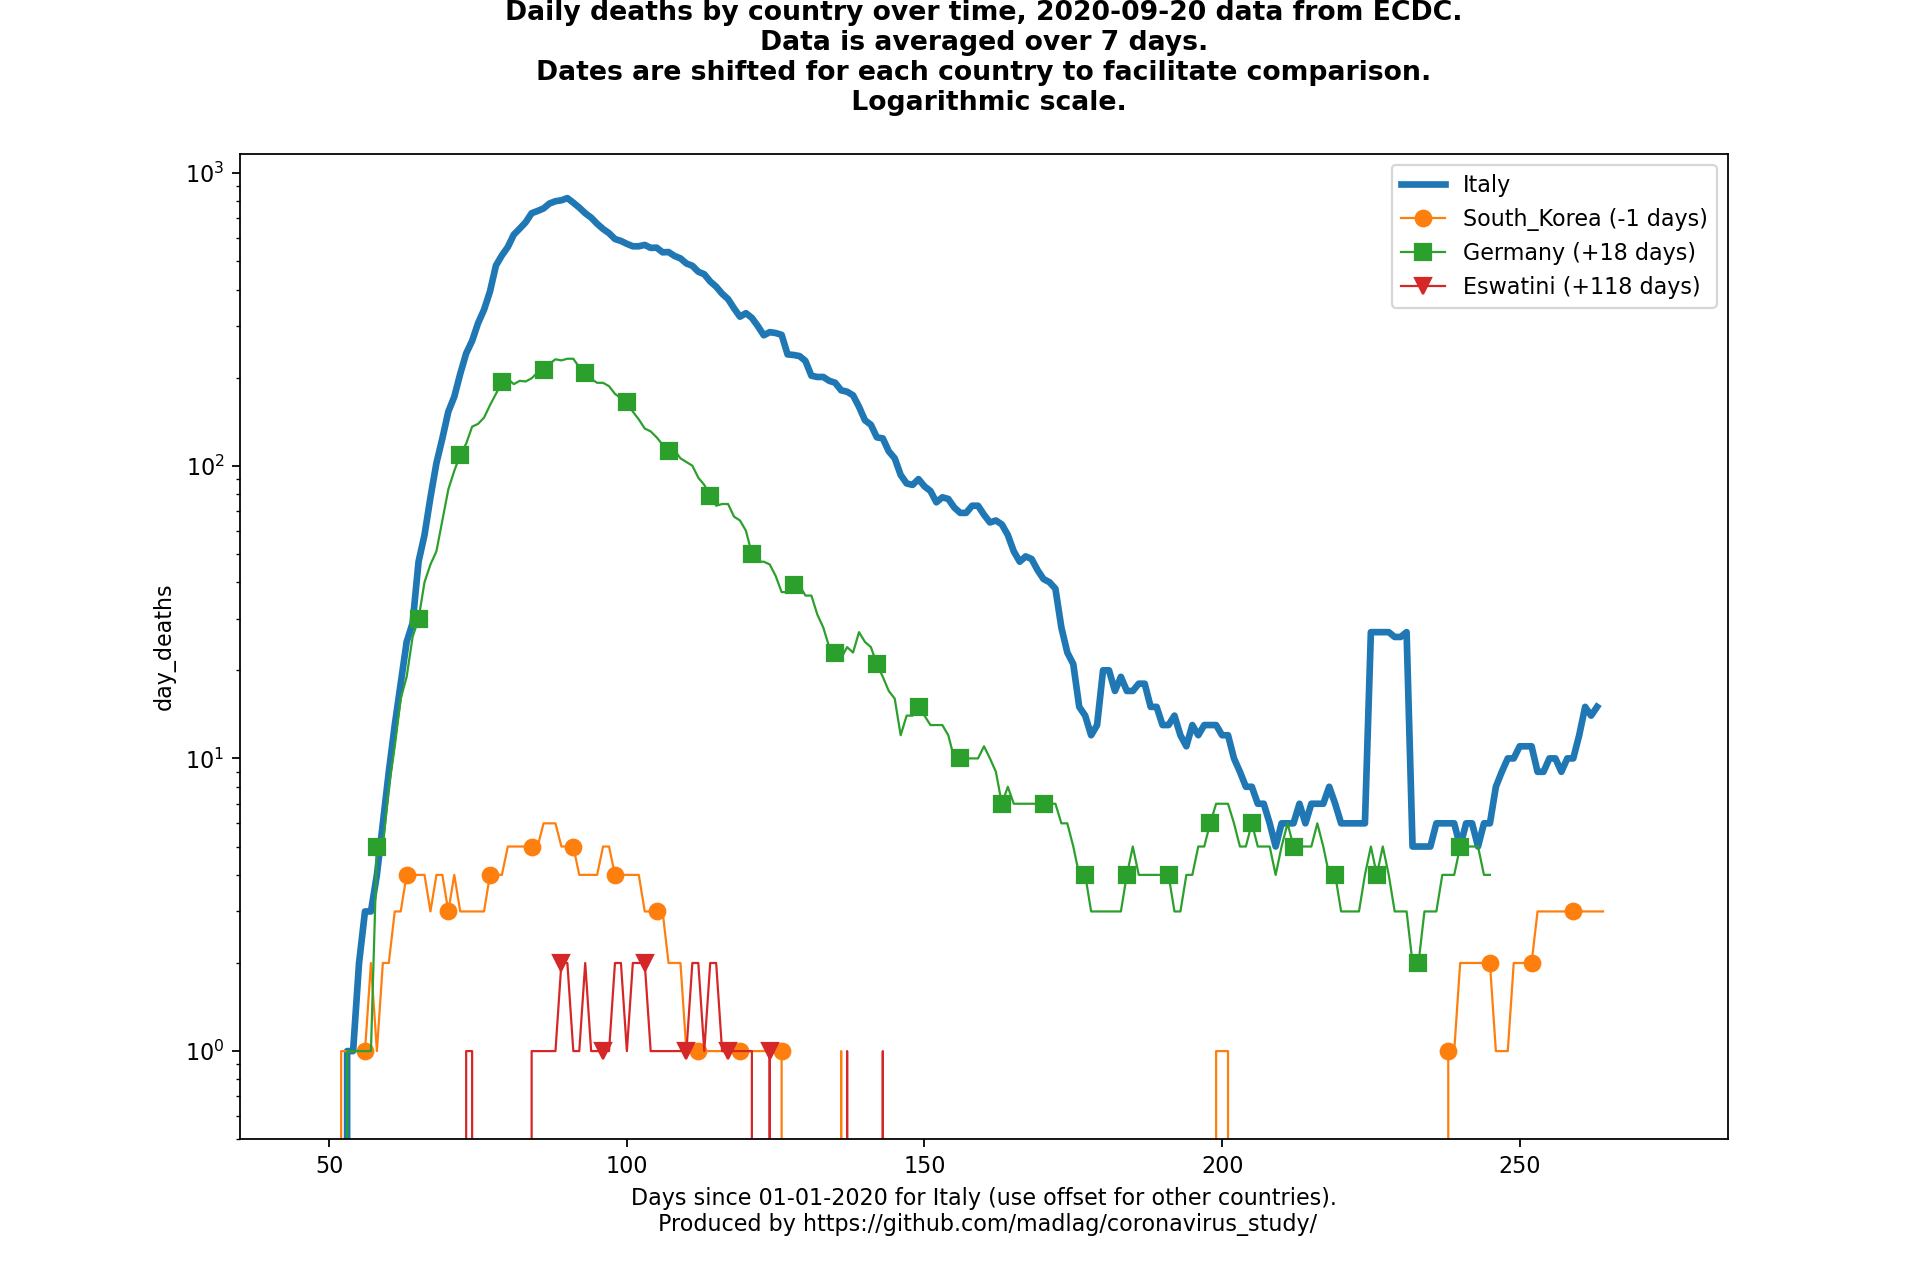 Daily deaths by country over time, 2020-09-20 data from ECDC.
Data is averaged over 7 days.
Dates are shifted for each country to facilitate comparison.
Logarithmic scale.
10³
10²
10¹
10⁰
day_deaths
Italy
South_Korea (-1 days)
Germany (+18 days)
Eswatini (+118 days)
50 100 150 200 250
Days since 01-01-2020 for Italy (use offset for other countries).
Produced by https://github.com/madlag/coronavirus_study/